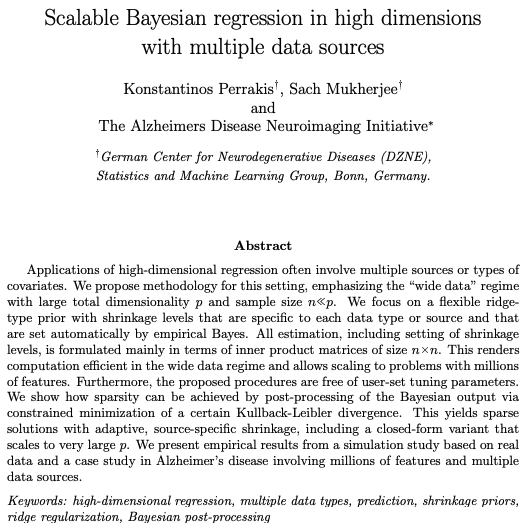 Scalable Bayesian regression in high dimensions
with multiple data sources
Konstantinos Perrakis†, Sach Mukherjee†
and
The Alzheimers Disease Neuroimaging Initiative*
†German Center for Neurodegenerative Diseases (DZNE),
Statistics and Machine Learning Group, Bonn, Germany.
Abstract
Applications of high-dimensional regression often involve multiple sources or types of
covariates. We propose methodology for this setting, emphasizing the “wide data” regime
with large total dimensionality p and sample size n≪p. We focus on a flexible ridge-
type prior with shrinkage levels that are specific to each data type or source and that
are set automatically by empirical Bayes. All estimation, including setting of shrinkage
levels, is formulated mainly in terms of inner product matrices of size n×n. This renders
computation efficient in the wide data regime and allows scaling to problems with millions
of features. Furthermore, the proposed procedures are free of user-set tuning parameters.
We show how sparsity can be achieved by post-processing of the Bayesian output via
constrained minimization of a certain Kullback-Leibler divergence. This yields sparse
solutions with adaptive, source-specific shrinkage, including a closed-form variant that
scales to very large p. We present empirical results from a simulation study based on real
data and a case study in Alzheimer’s disease involving millions of features and multiple
data sources.
Keywords: high-dimensional regression, multiple data types, prediction, shrinkage priors,
ridge regularization, Bayesian post-processing